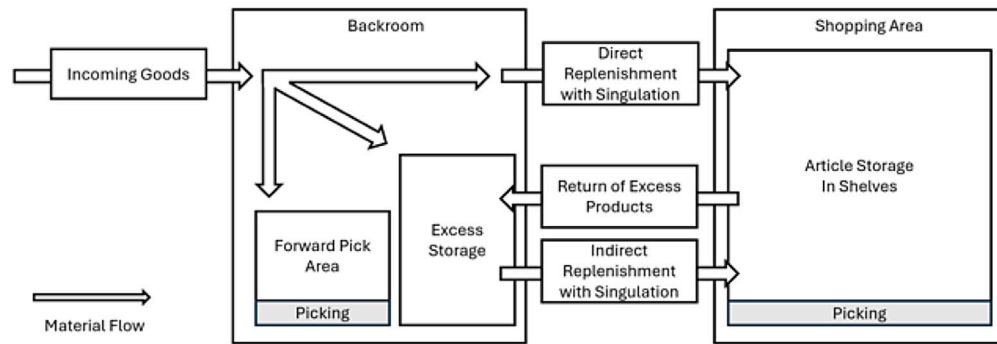 Backroom
Shopping Area
Incoming Goods
Direct
Replenishment
with Singulation
Article Storage
In Shelves
Return of Excess
Products
Forward Pick
Area
Excess
Storage
Indirect
Replenishment
with Singulation
Picking
Picking
Material Flow